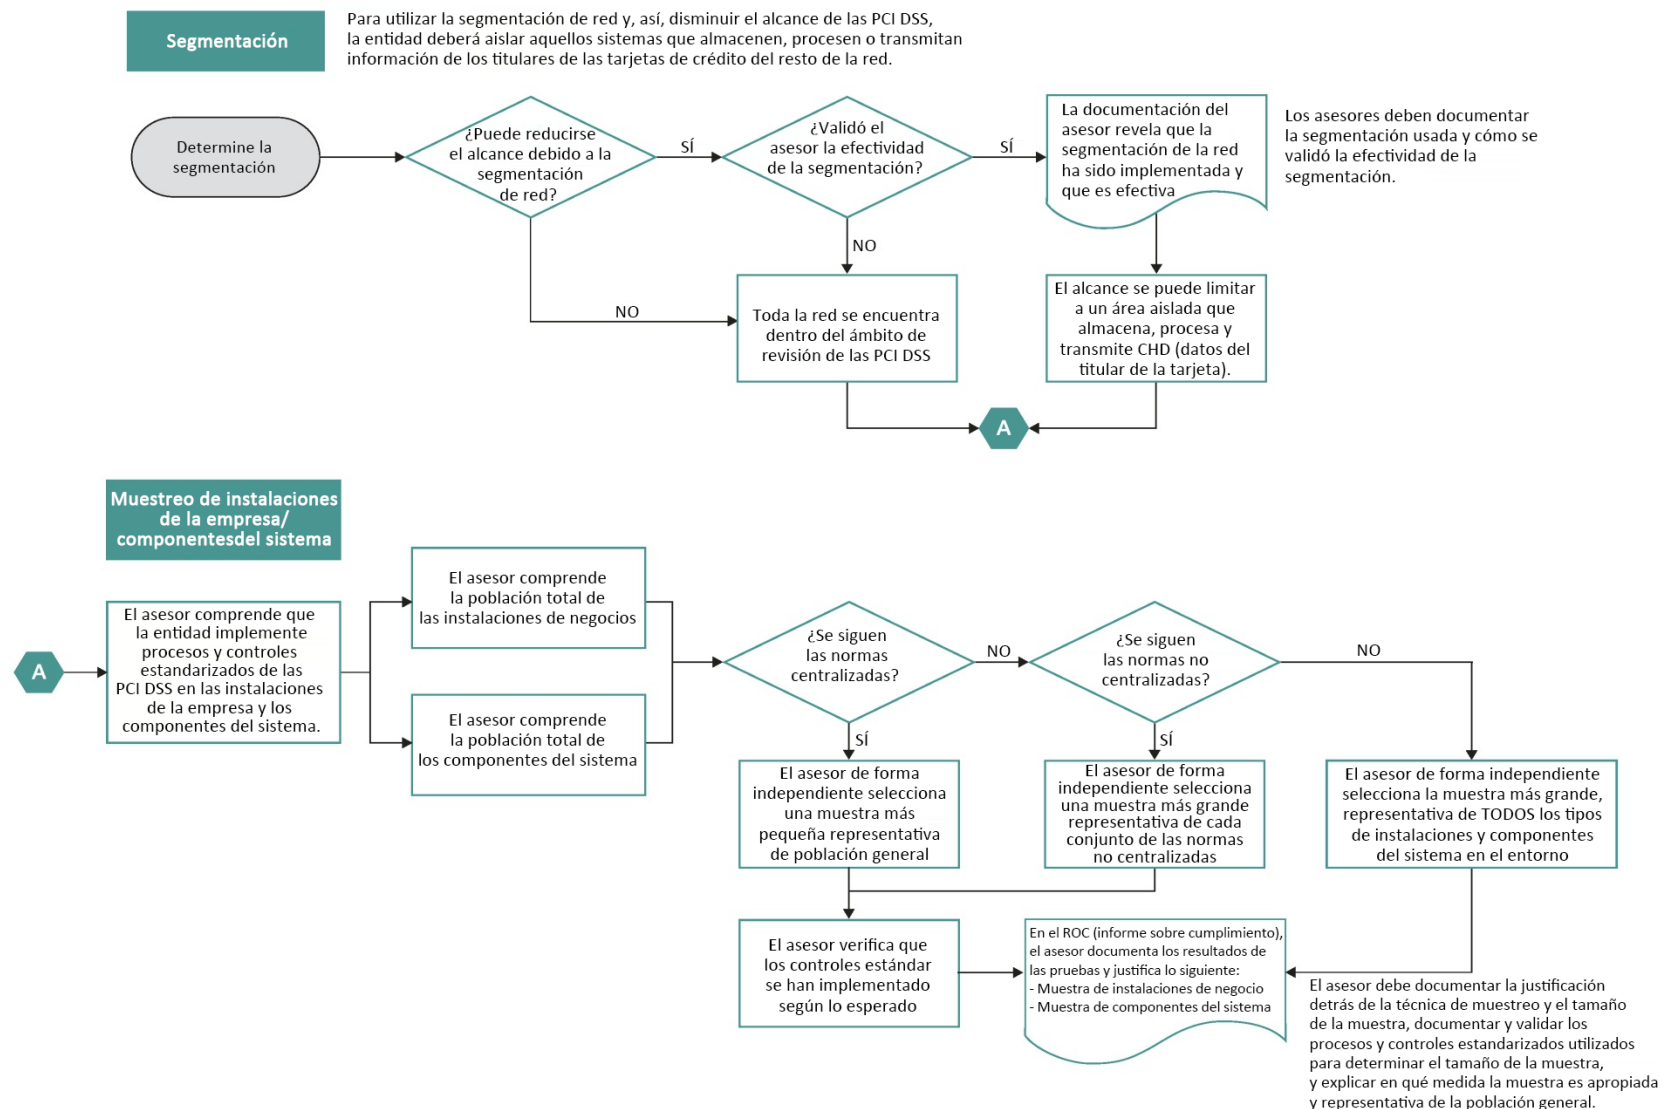 Segmentación
Para utilizar la segmentación de red y, así, disminuir el alcance de las PCI DSS,
la entidad deberá aislar aquellos sistemas que almacenen, procesen o transmitan
información de los titulares de las tarjetas de crédito del resto de la red.
Determine la
segmentación
¿Puede reducirse
el alcance debido a la
segmentación
de red?
SÍ
¿Validó el
asesor la efectividad
de la segmentación?
SÍ
La documentación del
asesor revela que la
segmentación de la red
ha sido implementada y
que es efectiva
Los asesores deben documentar
la segmentación usada y cómo se
validó la efectividad de la
segmentación.
NO
NO
Toda la red se encuentra
dentro del ámbito de
revisión de las PCI DSS
El alcance se puede limitar
a un área aislada que
almacena, procesa y
transmite CHD (datos del
titular de la tarjeta).
A
Muestreo de instalaciones
de la empresa/
componentesdel sistema
A
El asesor comprende que
la entidad implemente
procesos y controles
estandarizados de las
PCI DSS en las instalaciones
de la empresa y los
componentes del sistema.
El asesor comprende
la población total de
las instalaciones de negocios
El asesor comprende
la población total de
los componentes del sistema
¿Se siguen
las normas
centralizadas?
NO
¿Se siguen
las normas no
centralizadas?
NO
SÍ
SÍ
El asesor de forma
independiente selecciona
una muestra más
pequeña representativa
de población general
El asesor de forma
independiente selecciona
una muestra más grande
representativa de cada
conjunto de las normas
no centralizadas
El asesor de forma independiente
selecciona la muestra más grande,
representativa de TODOS los tipos
de instalaciones y componentes
del sistema en el entorno
El asesor verifica que
los controles estándar
se han implementado
según lo esperado
En el ROC (informe sobre cumplimiento),
el asesor documenta los resultados de
las pruebas y justifica lo siguiente:
- Muestra de instalaciones de negocio
- Muestra de componentes del sistema
El asesor debe documentar la justificación
detrás de la técnica de muestreo y el tamaño
de la muestra, documentar y validar los
procesos y controles estandarizados utilizados
para determinar el tamaño de la muestra,
y explicar en qué medida la muestra es apropiada
y representativa de la población general.